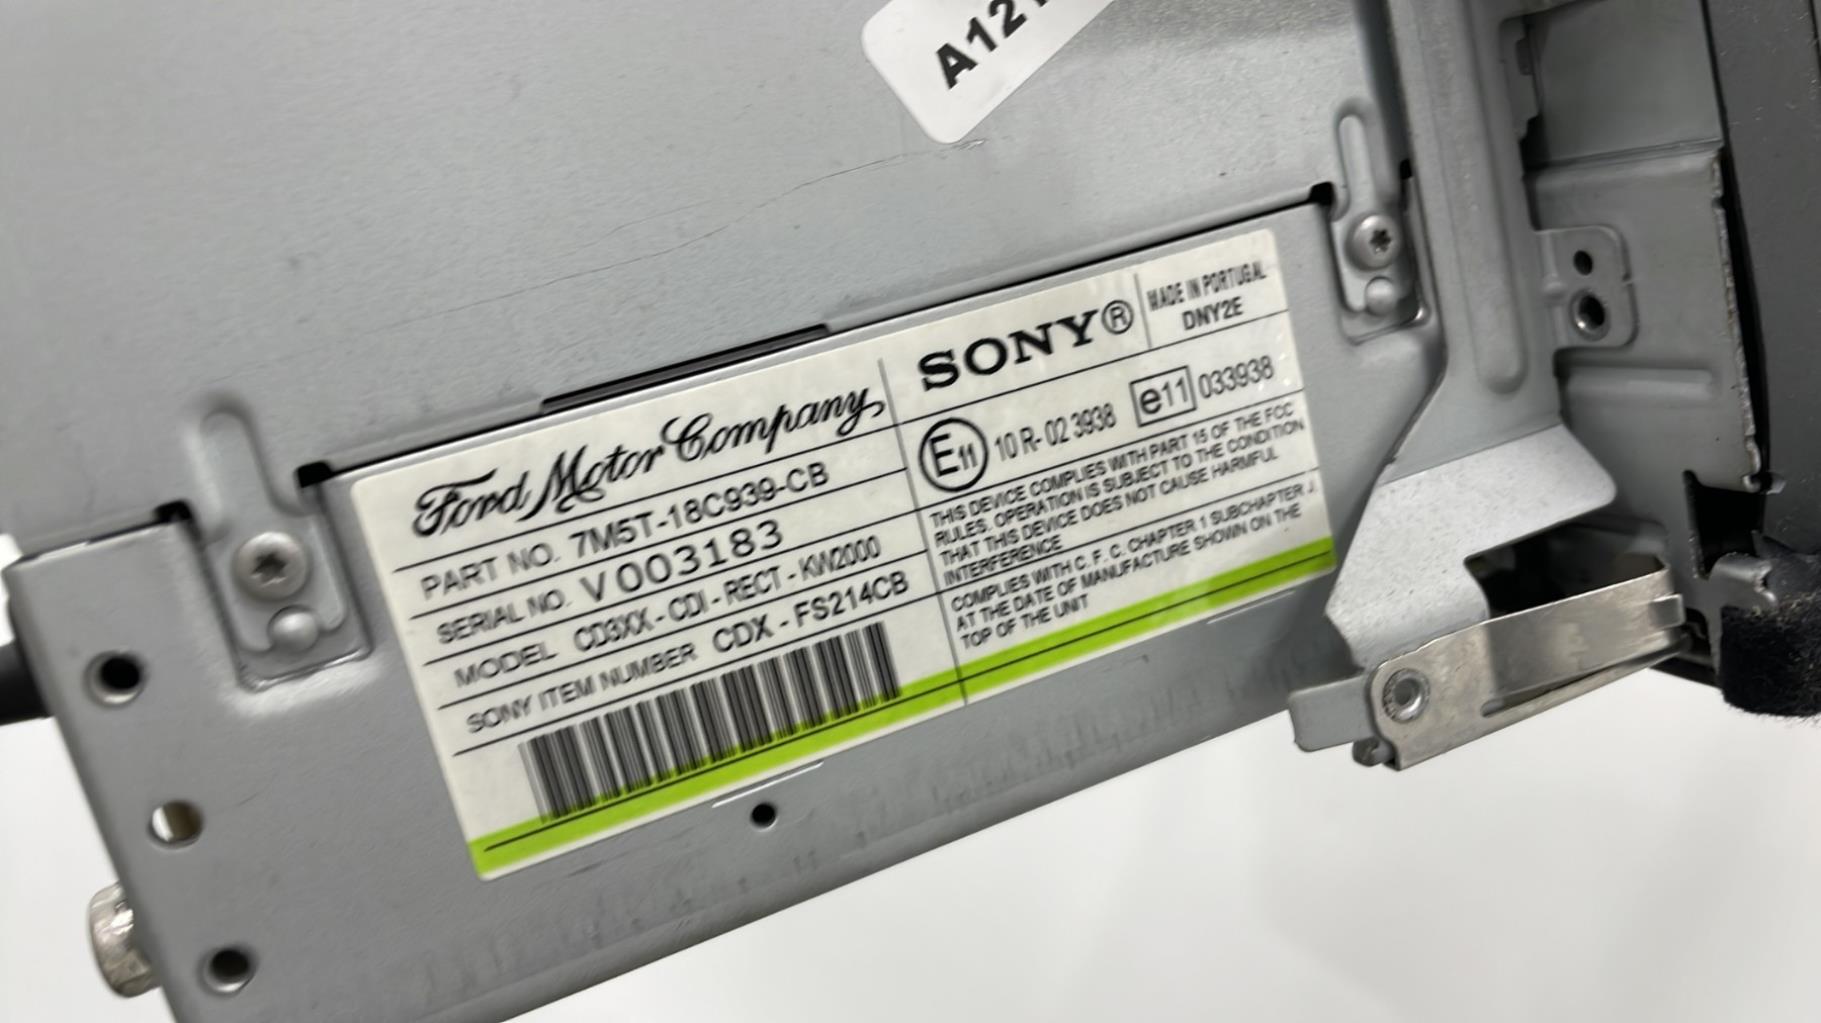 A12
Ford Motor Company
PART NO. 7M5T-18C939-CB
SERIAL NO. V003183
MODEL CD3XX - CDI - RECT - KW2000
SONY ITEM NUMBER CDX - FS214CB
SONY®
MADE IN PORTUGAL
DNY2E
E11 10 R - 02 3938 e11 033938
THIS DEVICE COMPLIES WITH PART 15 OF THE FCC
RULES, OPERATION IS SUBJECT TO THE CONDITION
THAT THIS DEVICE DOES NOT CAUSE HARMFUL
INTERFERENCE
COMPLIES WITH C. F. C. CHAPTER 1 SUBCHAPTER J.
AT THE DATE OF MANUFACTURE SHOWN ON THE
TOP OF THE UNIT